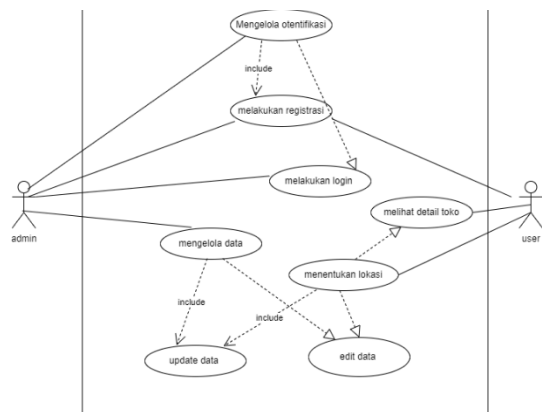 Mengelola otentifikasi
include
melakukan registrasi
melakukan login
melihat detail toko
admin
user
mengelola data
menentukan lokasi
include
include
update data
edit data